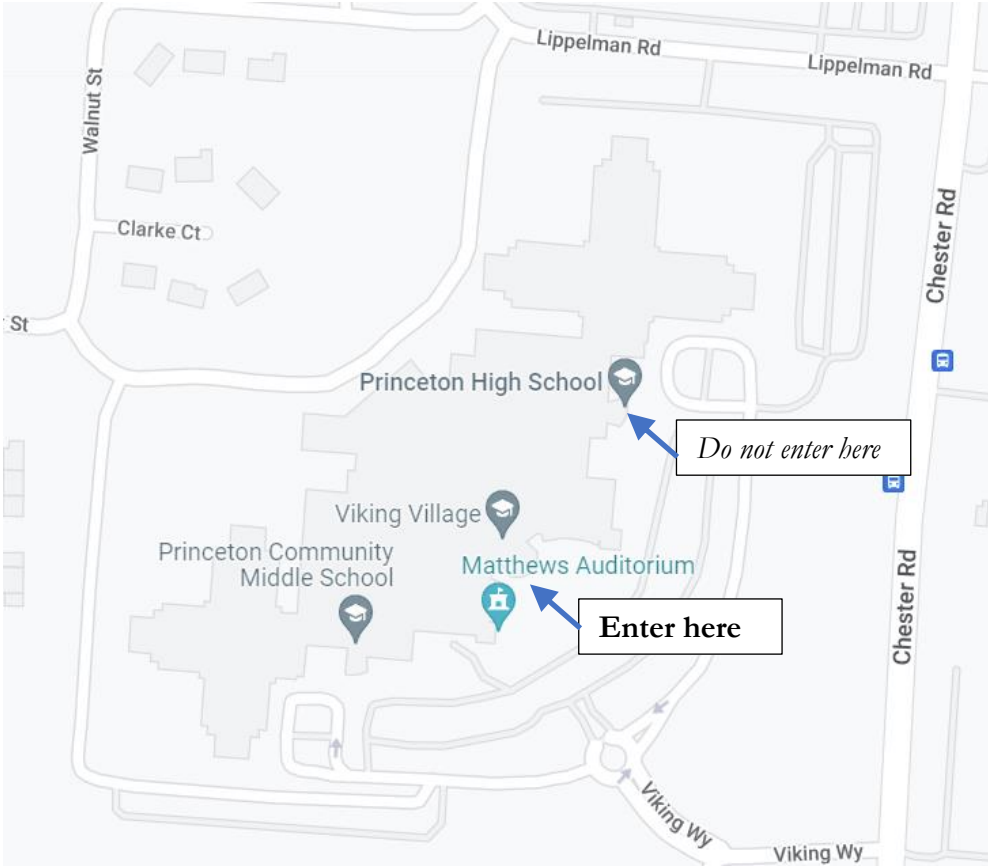 Lippelman Rd
Lippelman Rd
Walnut St
Clarke Ct
St
Chester Rd
Princeton High School
Do not enter here
Viking Village
Princeton Community
Middle School
Matthews Auditorium
Enter here
Chester Rd
Viking Wy
Viking Wy